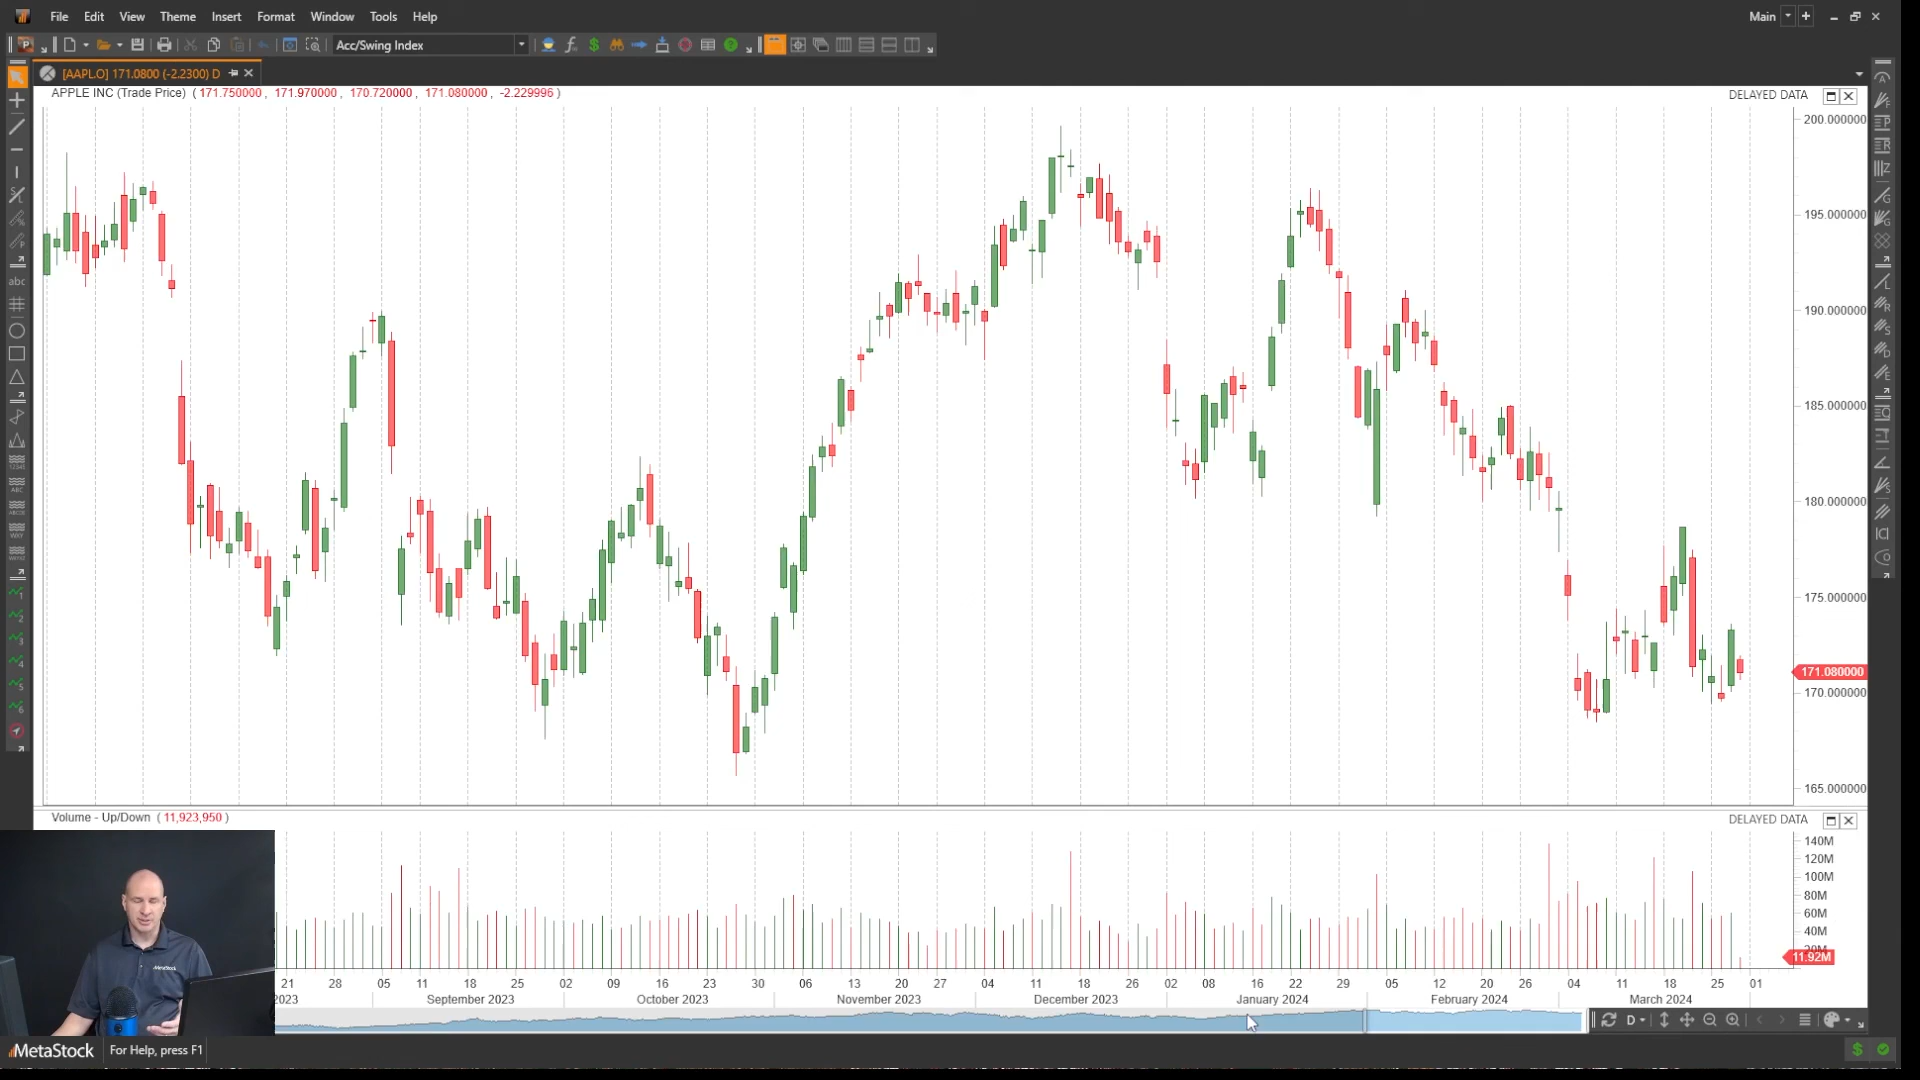 File Edit View Theme Insert Format Window Tools Help
Main
Acc/Swing Index
[AAPL.O] 171.0800 (-2.2300) D
APPLE INC (Trade Price) ( 171.750000 , 171.970000 , 170.720000 , 171.080000 , -2.229996 )
DELAYED DATA
200.000000
195.000000
190.000000
185.000000
180.000000
175.000000
171.080000
170.000000
165.000000
abc
Volume - Up/Down ( 11,923,950 )
DELAYED DATA
140M
120M
100M
80M
60M
40M
20M
11.92M
MetaStock
21 28 05 11 18 25 02 09 16 23 30 06 13 20 27 04 11 18 26 02 08 16 22 29 05 12 20 26 04 11 18 25 01
2023 September 2023 October 2023 November 2023 December 2023 January 2024 February 2024 March 2024
D
MetaStock For Help, press F1